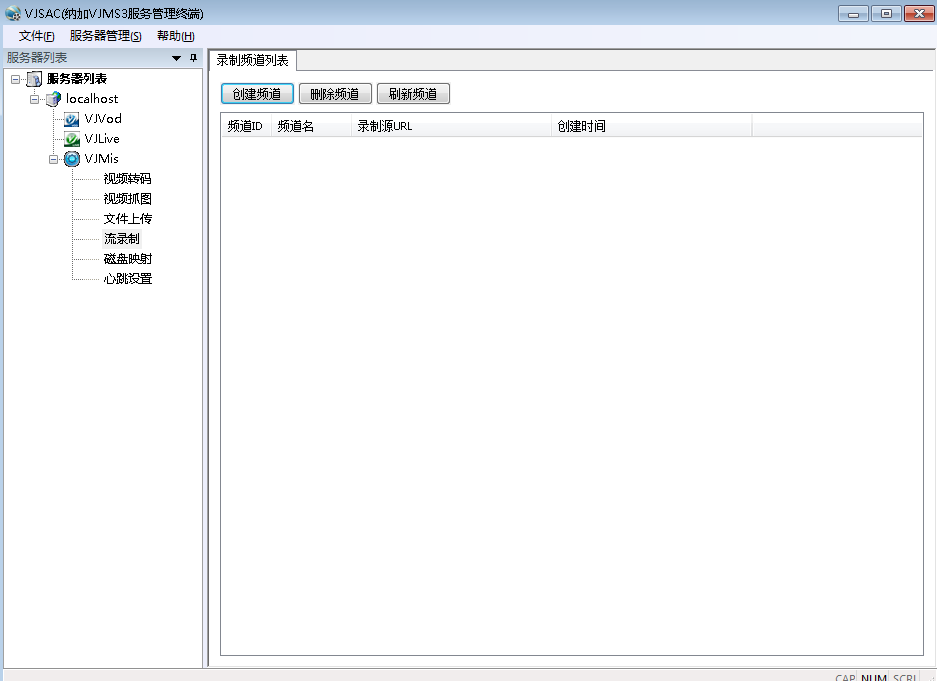 VJSAC(纳加VJMS3服务管理终端)
文件(F) 服务器管理(S) 帮助(H)
服务器列表
服务器列表
localhost
VJVod
VJLive
VJMis
视频转码
视频抓图
文件上传
流录制
磁盘映射
心跳设置
录制频道列表
创建频道 删除频道 刷新频道
频道ID 频道名 录制源URL 创建时间
CAP NUM SCRL